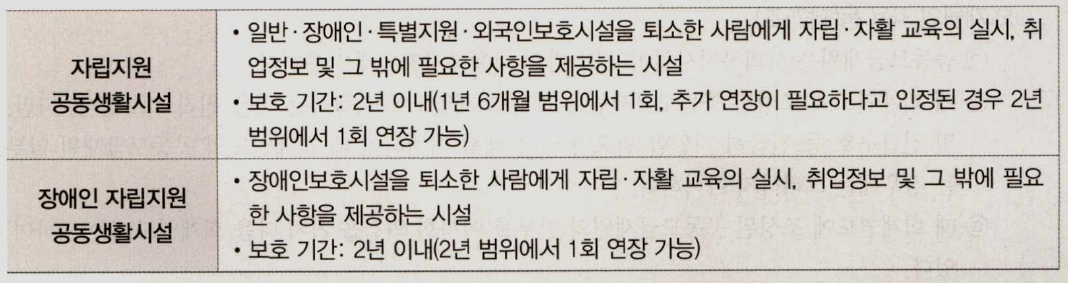 자립지원
공동생활시설
• 일반·장애인·특별지원·외국인보호시설을 퇴소한 사람에게 자립·자활 교육의 실시, 취
업정보 및 그 밖에 필요한 사항을 제공하는 시설
• 보호 기간: 2년 이내(1년 6개월 범위에서 1회, 추가 연장이 필요하다고 인정된 경우 2년
범위에서 1회 연장 가능)
장애인 자립지원
공동생활시설
• 장애인보호시설을 퇴소한 사람에게 자립·자활 교육의 실시, 취업정보 및 그 밖에 필요
한 사항을 제공하는 시설
• 보호 기간: 2년 이내(2년 범위에서 1회 연장 가능)